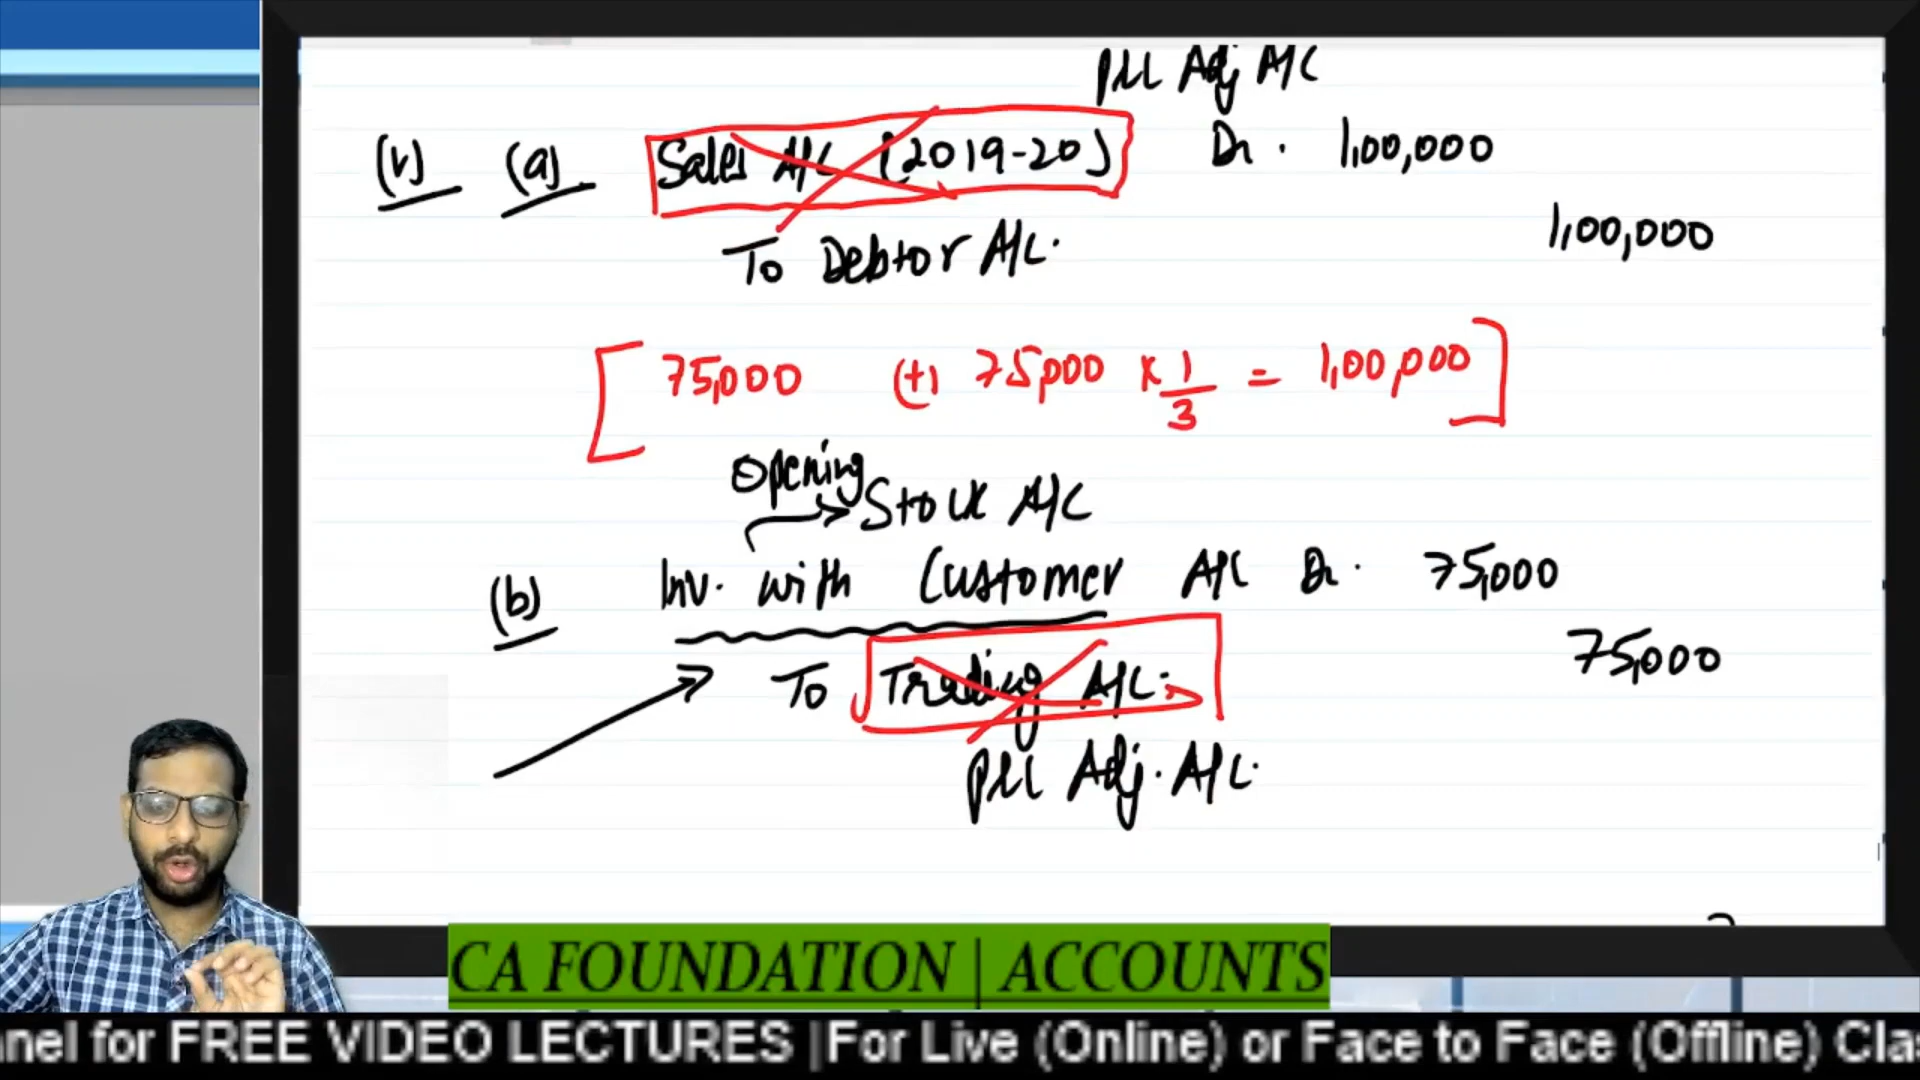 P&L Adj A/C
(v) (a) Sales A/C (2019-20) Dr. 1,00,000
To Debtor A/C. 1,00,000
[ 75,000 (+) 75,000 x 1/3 = 1,00,000 ]
Opening
Stock A/C
(b) Inv. with Customer A/C Dr. 75,000
To Trading A/C. 75,000
P&L Adj. A/C.
CA FOUNDATION | ACCOUNTS
nel for FREE VIDEO LECTURES |For Live (Online) or Face to Face (Offline) Clas